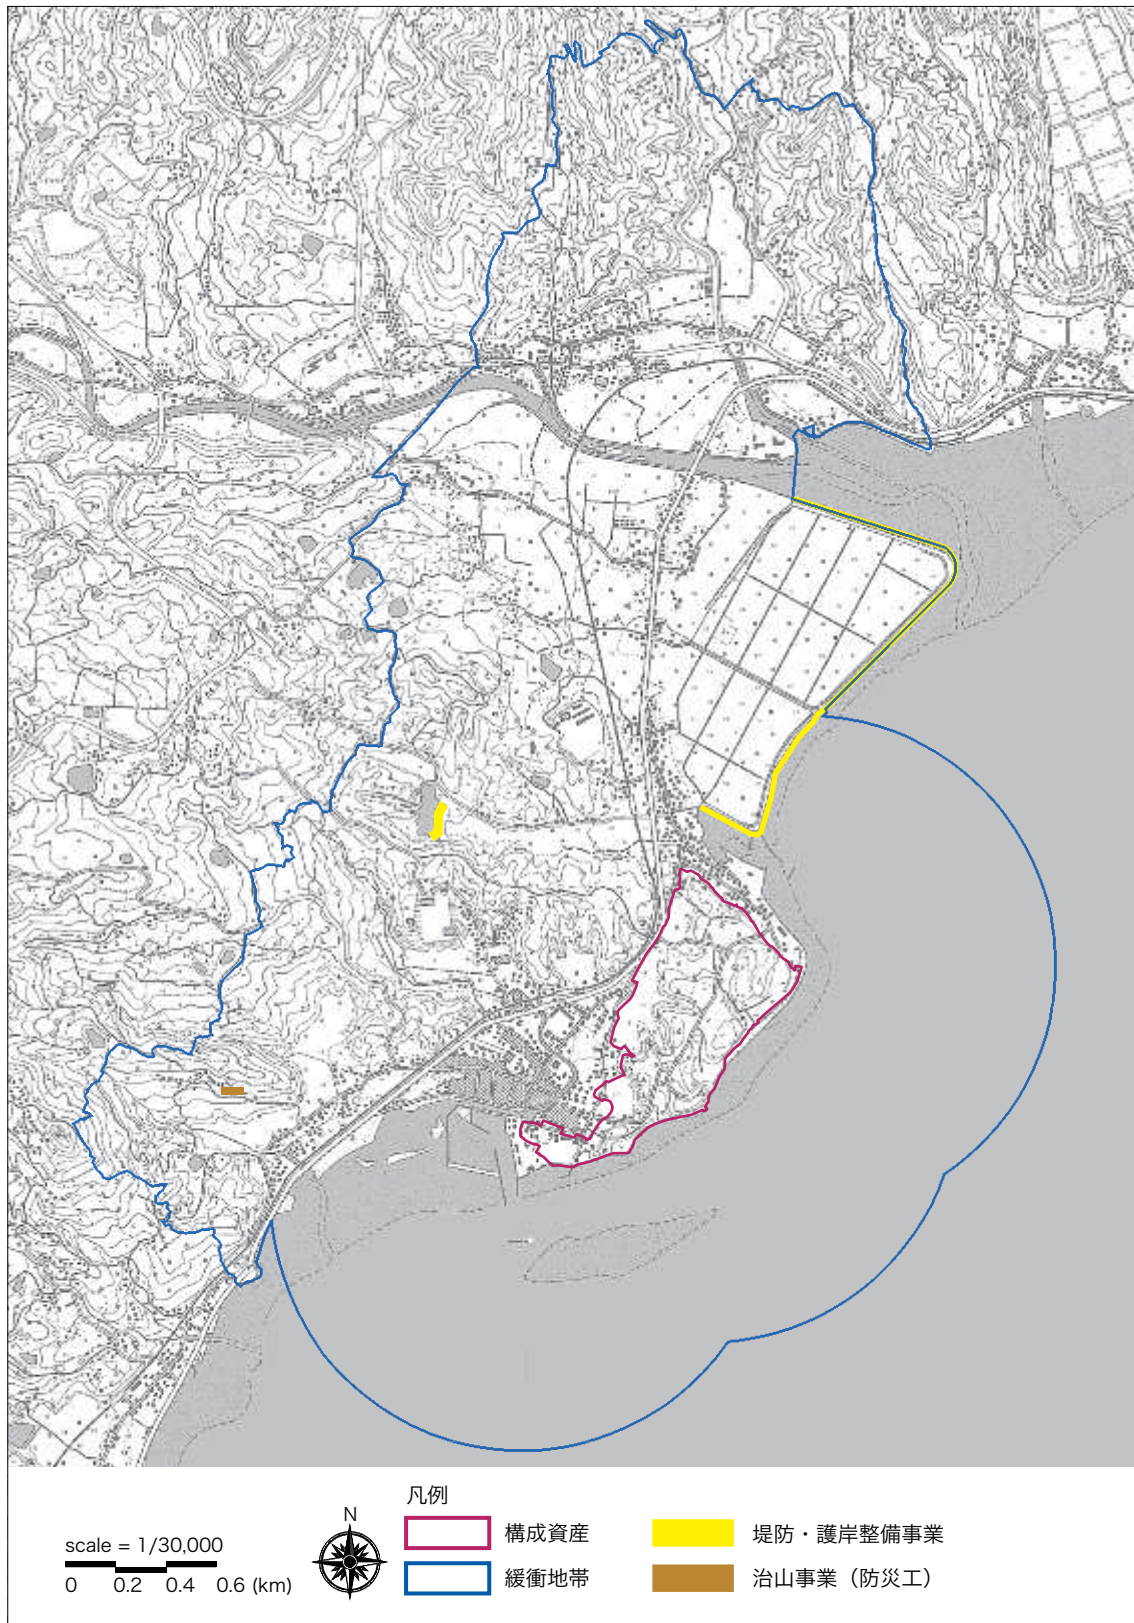 凡例
N
scale = 1/30,000
0 0.2 0.4 0.6 (km)
構成資産
緩衝地帯
堤防・護岸整備事業
治山事業（防災工）